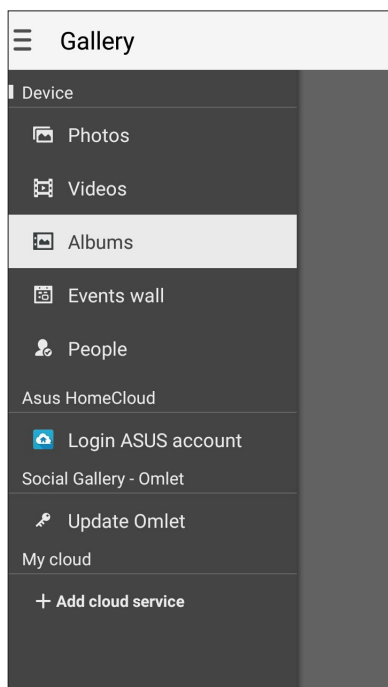 Gallery
Device
Photos
Videos
Albums
Events wall
People
Asus HomeCloud
Login ASUS account
Social Gallery - Omlet
Update Omlet
My cloud
+ Add cloud service